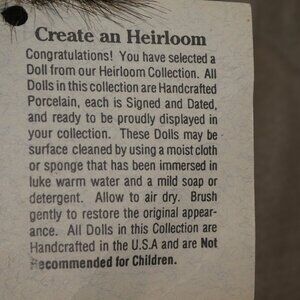 Create an Heirloom
Congratulations! You have selected a
Doll from our Heirloom Collection. All
Dolls in this collection are Handcrafted
Porcelain, each is Signed and Dated,
and ready to be proudly displayed in
your collection. These Dolls may be
surface cleaned by using a moist cloth
or sponge that has been immersed in
luke warm water and a mild soap or
detergent. Allow to air dry. Brush
gently to restore the original appear-
ance. All Dolls in this Collection are
Handcrafted in the U.S.A and are Not
Recommended for Children.